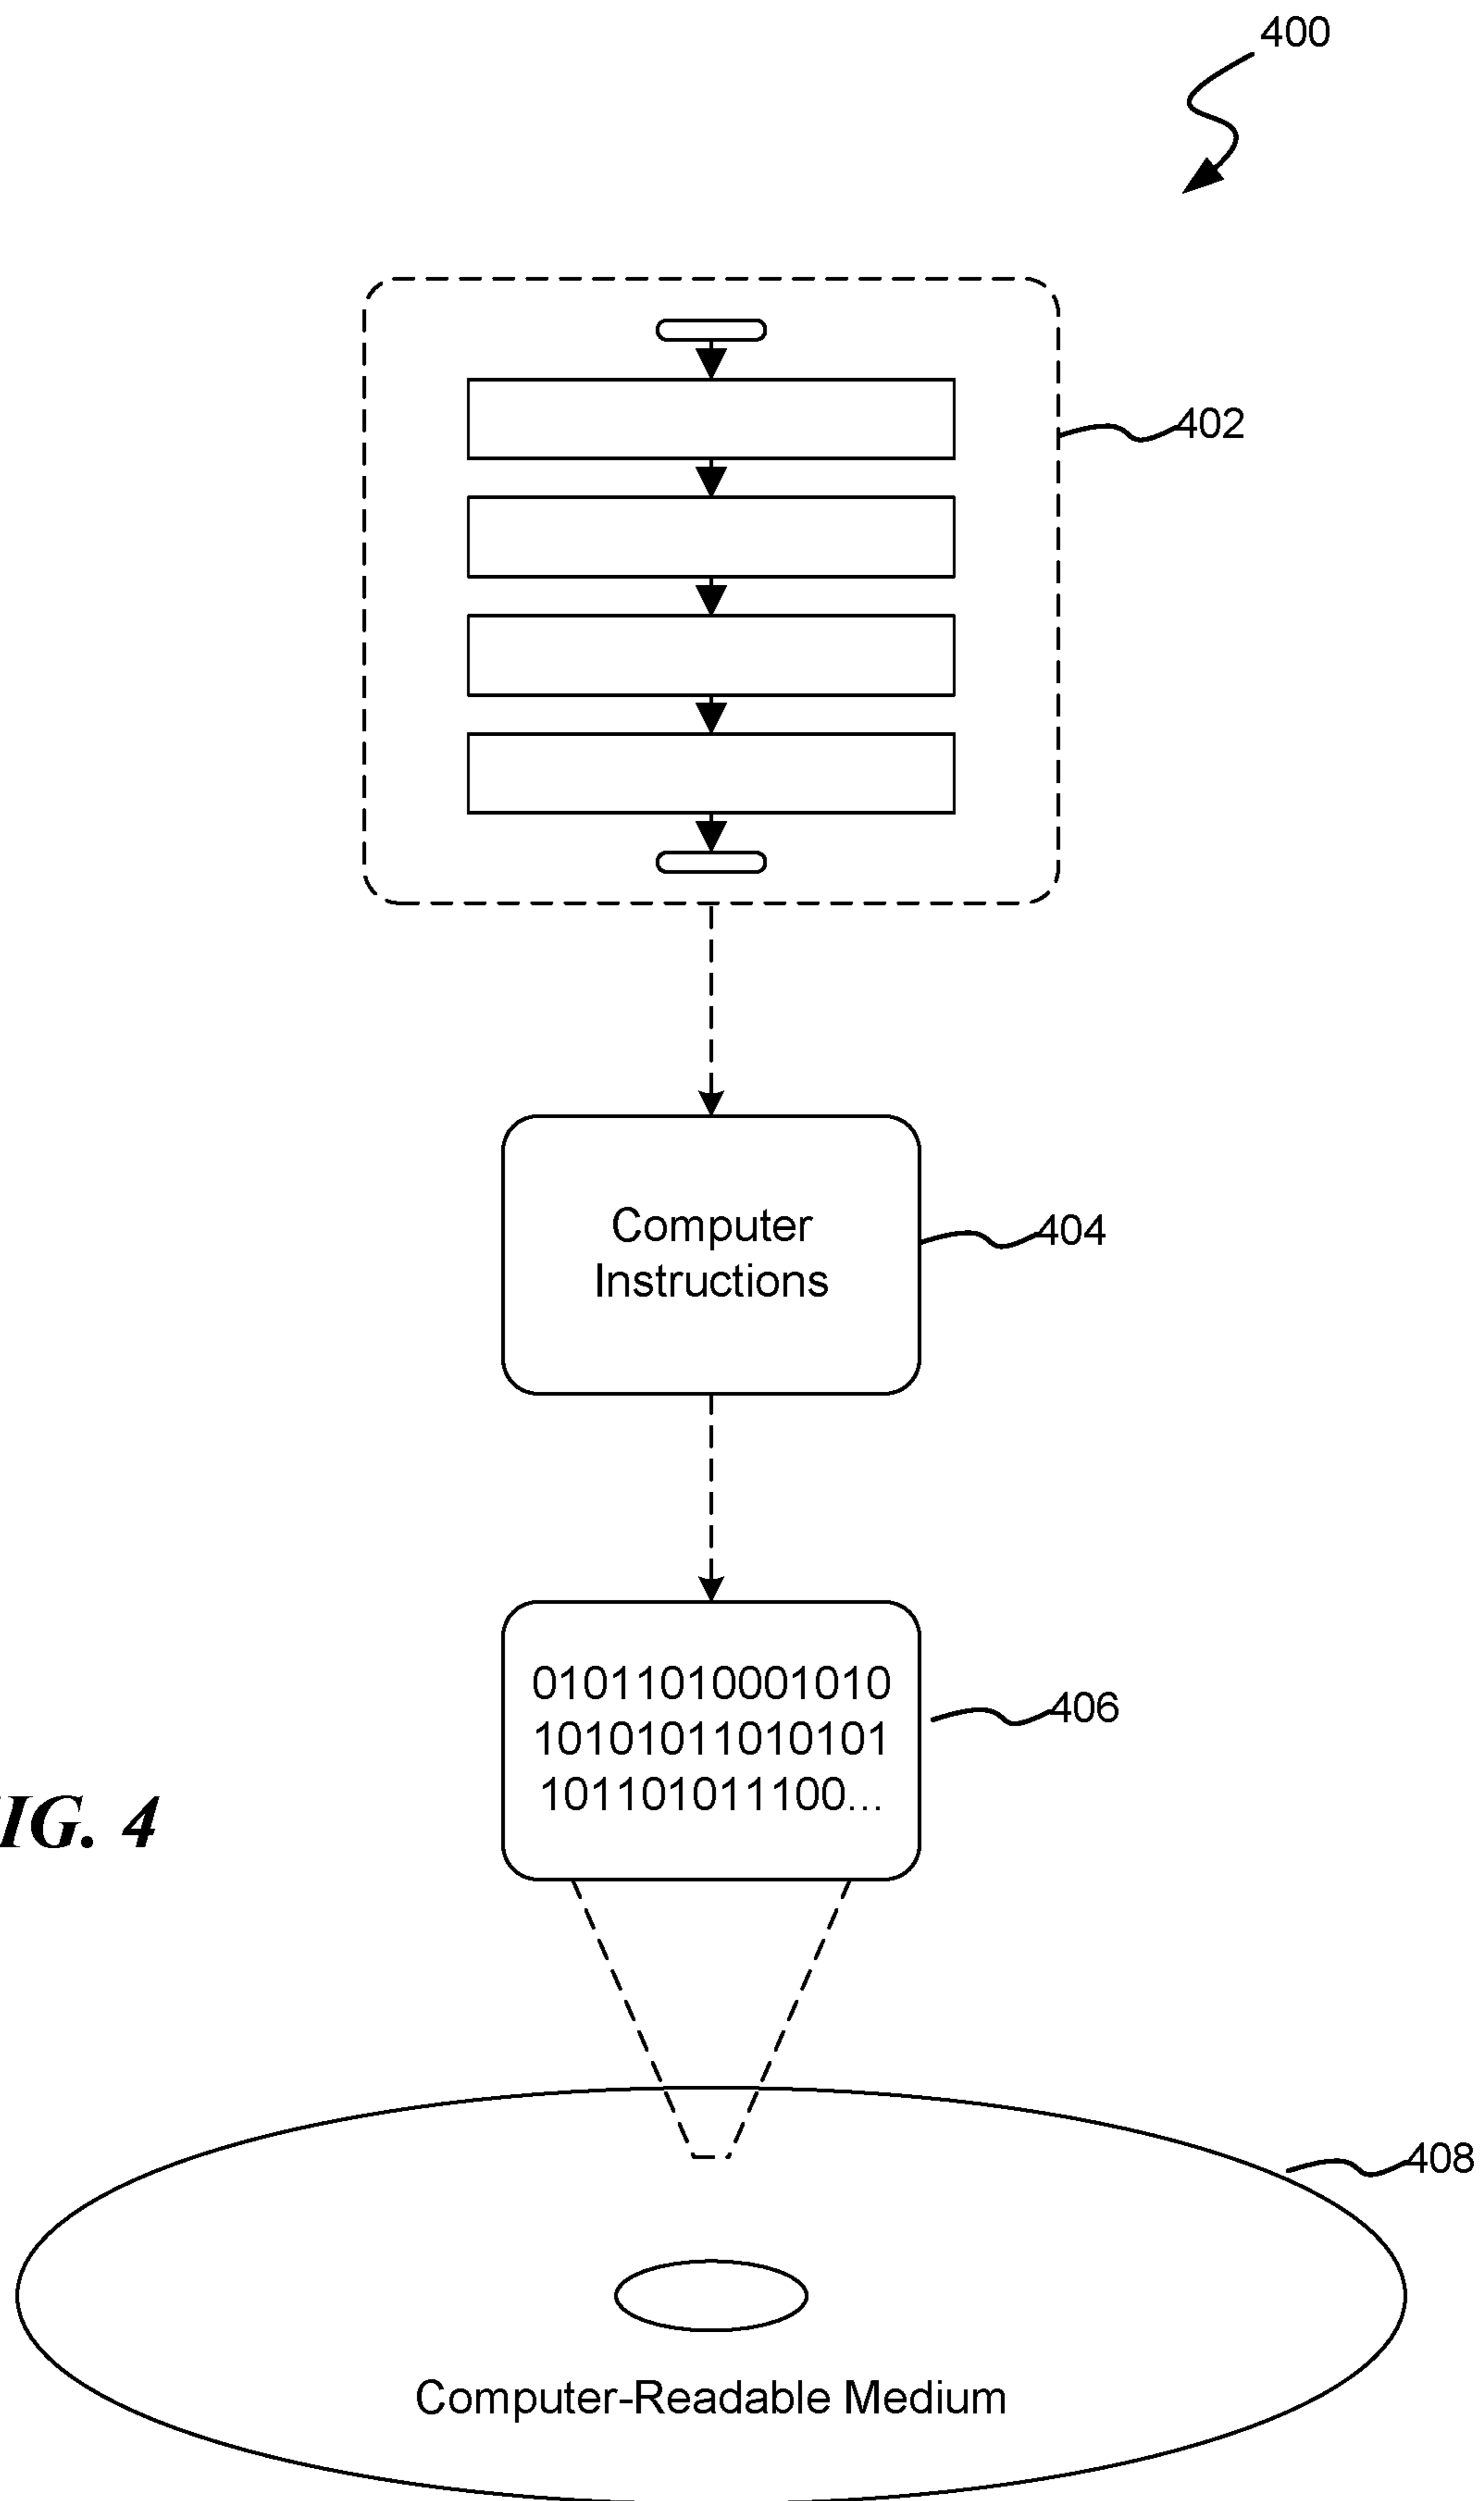 400
402
Computer
Instructions
404
01011010001010
10101011010101
101101011100...
406
IG. 4
408
Computer-Readable Medium